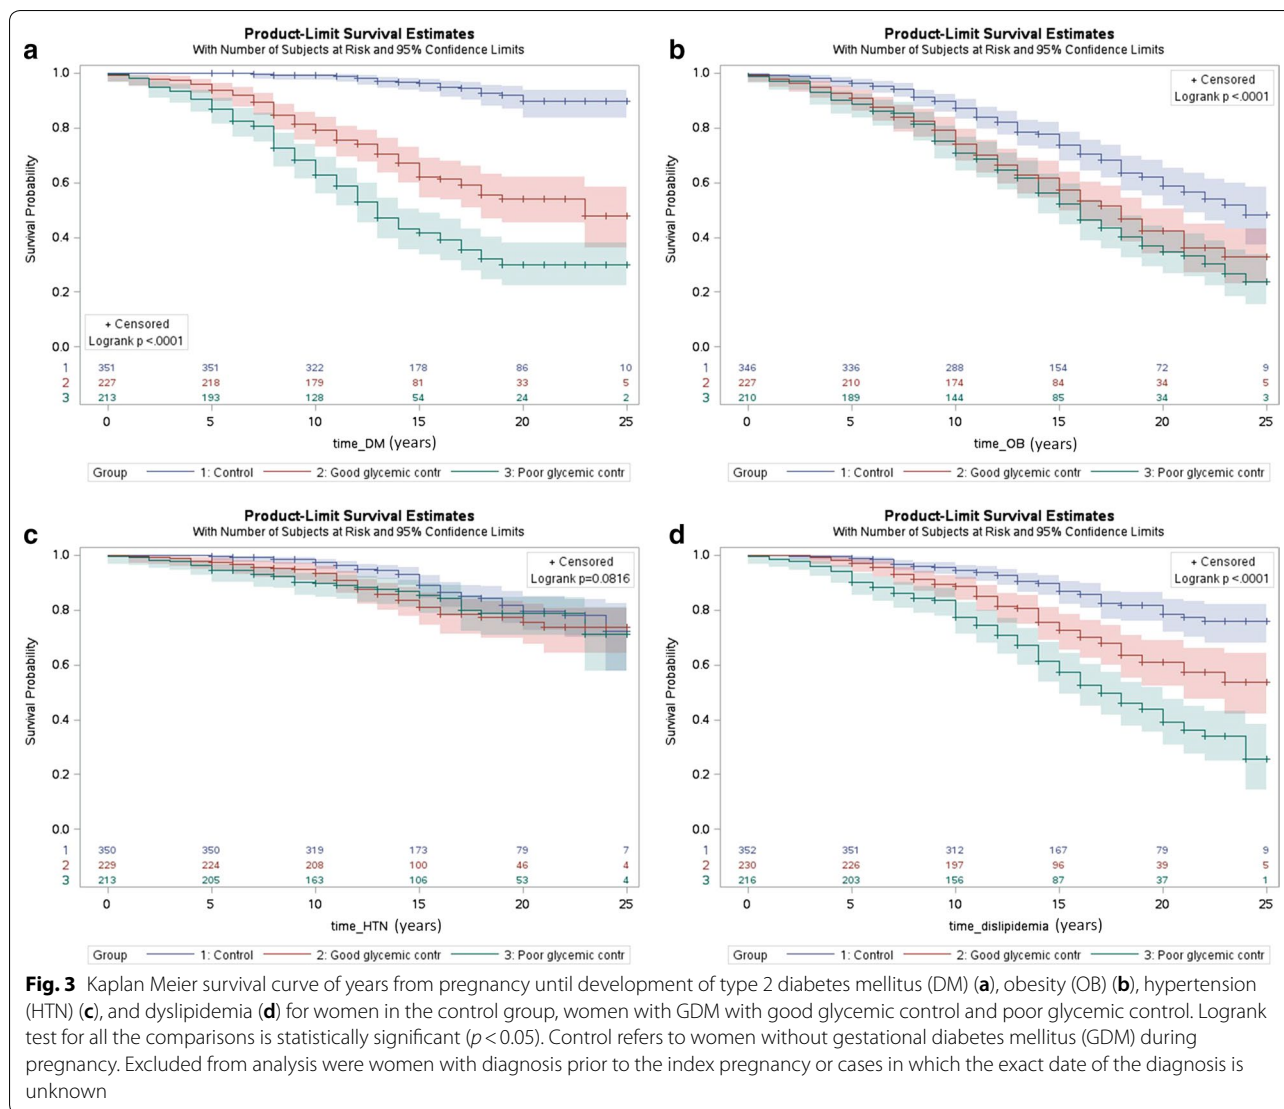 a
Product-Limit Survival Estimates
With Number of Subjects at Risk and 95% Confidence Limits
Survival Probability
1.0
0.8
0.6
0.4
0.2
0.0
+ Censored
Logrank p <.0001
1 351 351 322 178 86 10
2 227 218 179 81 33 5
3 213 193 128 54 24 2
0 5 10 15 20 25
time_DM (years)
Group 1: Control 2: Good glycemic contr 3: Poor glycemic contr
b
Product-Limit Survival Estimates
With Number of Subjects at Risk and 95% Confidence Limits
+ Censored
Logrank p <.0001
Survival Probability
1.0
0.8
0.6
0.4
0.2
0.0
1 346 336 288 154 72 9
2 227 210 174 84 34 5
3 210 189 144 85 34 3
0 5 10 15 20 25
time_OB (years)
Group 1: Control 2: Good glycemic contr 3: Poor glycemic contr
c
Product-Limit Survival Estimates
With Number of Subjects at Risk and 95% Confidence Limits
+ Censored
Logrank p=0.0816
Survival Probability
1.0
0.8
0.6
0.4
0.2
0.0
1 350 350 319 173 79 7
2 229 224 208 100 46 4
3 213 205 163 106 53 4
0 5 10 15 20 25
time_HTN (years)
Group 1: Control 2: Good glycemic contr 3: Poor glycemic contr
d
Product-Limit Survival Estimates
With Number of Subjects at Risk and 95% Confidence Limits
+ Censored
Logrank p <.0001
Survival Probability
1.0
0.8
0.6
0.4
0.2
0.0
1 352 351 312 167 79 9
2 230 226 197 96 39 5
3 216 203 156 87 37 1
0 5 10 15 20 25
time_dislipidemia (years)
Group 1: Control 2: Good glycemic contr 3: Poor glycemic contr
Fig. 3 Kaplan Meier survival curve of years from pregnancy until development of type 2 diabetes mellitus (DM) (a), obesity (OB) (b), hypertension
(HTN) (c), and dyslipidemia (d) for women in the control group, women with GDM with good glycemic control and poor glycemic control. Logrank
test for all the comparisons is statistically significant (p < 0.05). Control refers to women without gestational diabetes mellitus (GDM) during
pregnancy. Excluded from analysis were women with diagnosis prior to the index pregnancy or cases in which the exact date of the diagnosis is
unknown